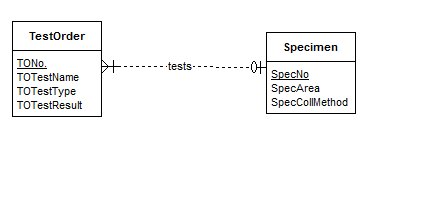 TestOrder
TONo.
TOTestName
TOTestType
TOTestResult
tests
Specimen
SpecNo
SpecArea
SpecCollMethod